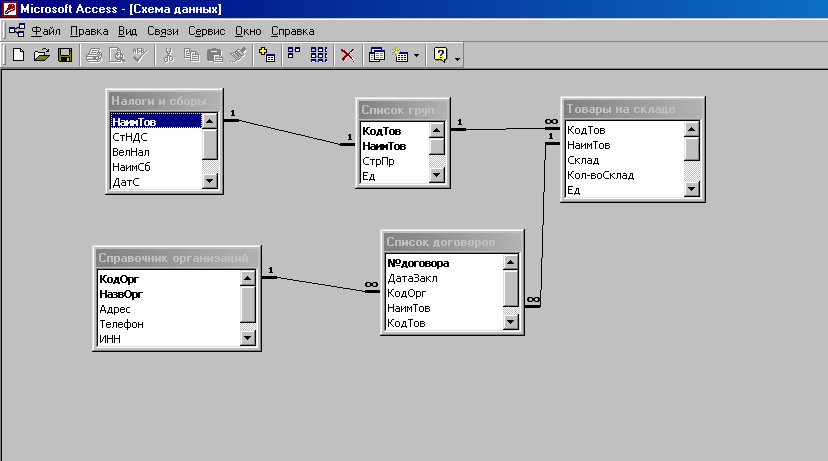 Microsoft Access - [Схема данных]
Файл Правка Вид Связи Сервис Окно Справка
Налоги и сборы
НаимТов
СтНДС
ВелНал
НаимСб
ДатС
1
1
Список груп...
КодТов
НаимТов
СтрПр
Ед
1
∞
Товары на складе
КодТов
НаимТов
Склад
Кол-воСклад
Ед
1
Справочник организаций
КодОрг
НазвОрг
Адрес
Телефон
ИНН
1
∞
Список договоров
№договора
ДатаЗакл
КодОрг
НаимТов
КодТов
∞